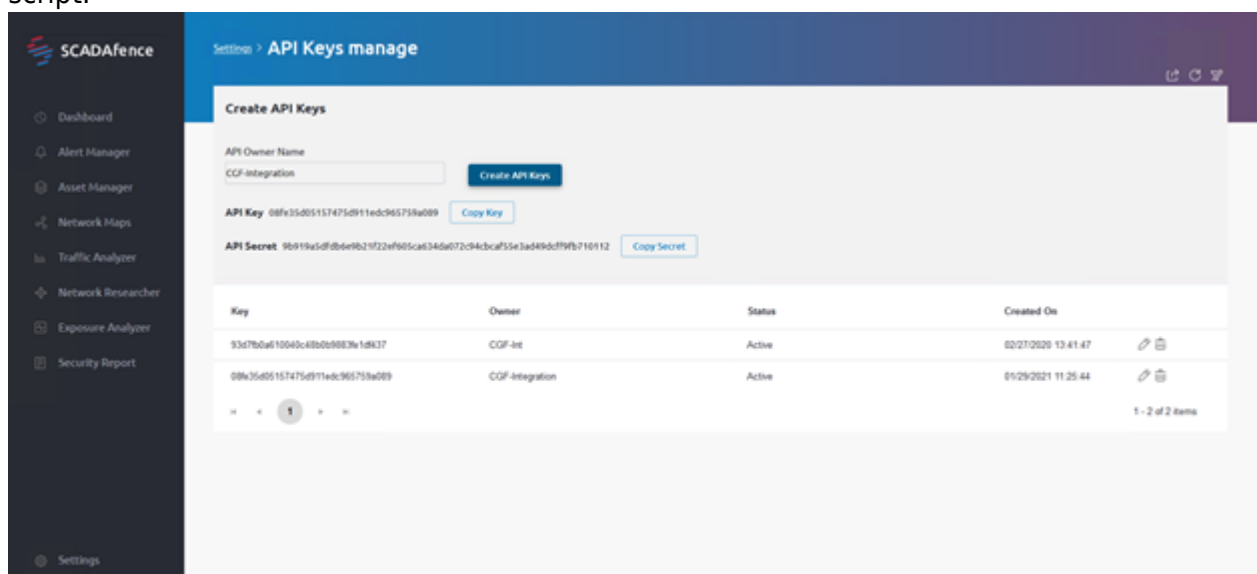 script.
SCADAfence
Settings > API Keys manage
Dashboard
Alert Manager
Asset Manager
Network Maps
Traffic Analyzer
Network Researcher
Exposure Analyzer
Security Report
Settings
Create API Keys
API Owner Name
CGF-Integration
Create API Keys
API Key 08fe35d05157475d911edc965759a089 Copy Key
API Secret Copy Secret
Key Owner Status Created On
CGF-Int Active 02/27/2020 13:41:47
08fe35d05157475d911edc965759a089 CGF-Integration Active 01/29/2021 11:25:44
1
1 - 2 of 2 items